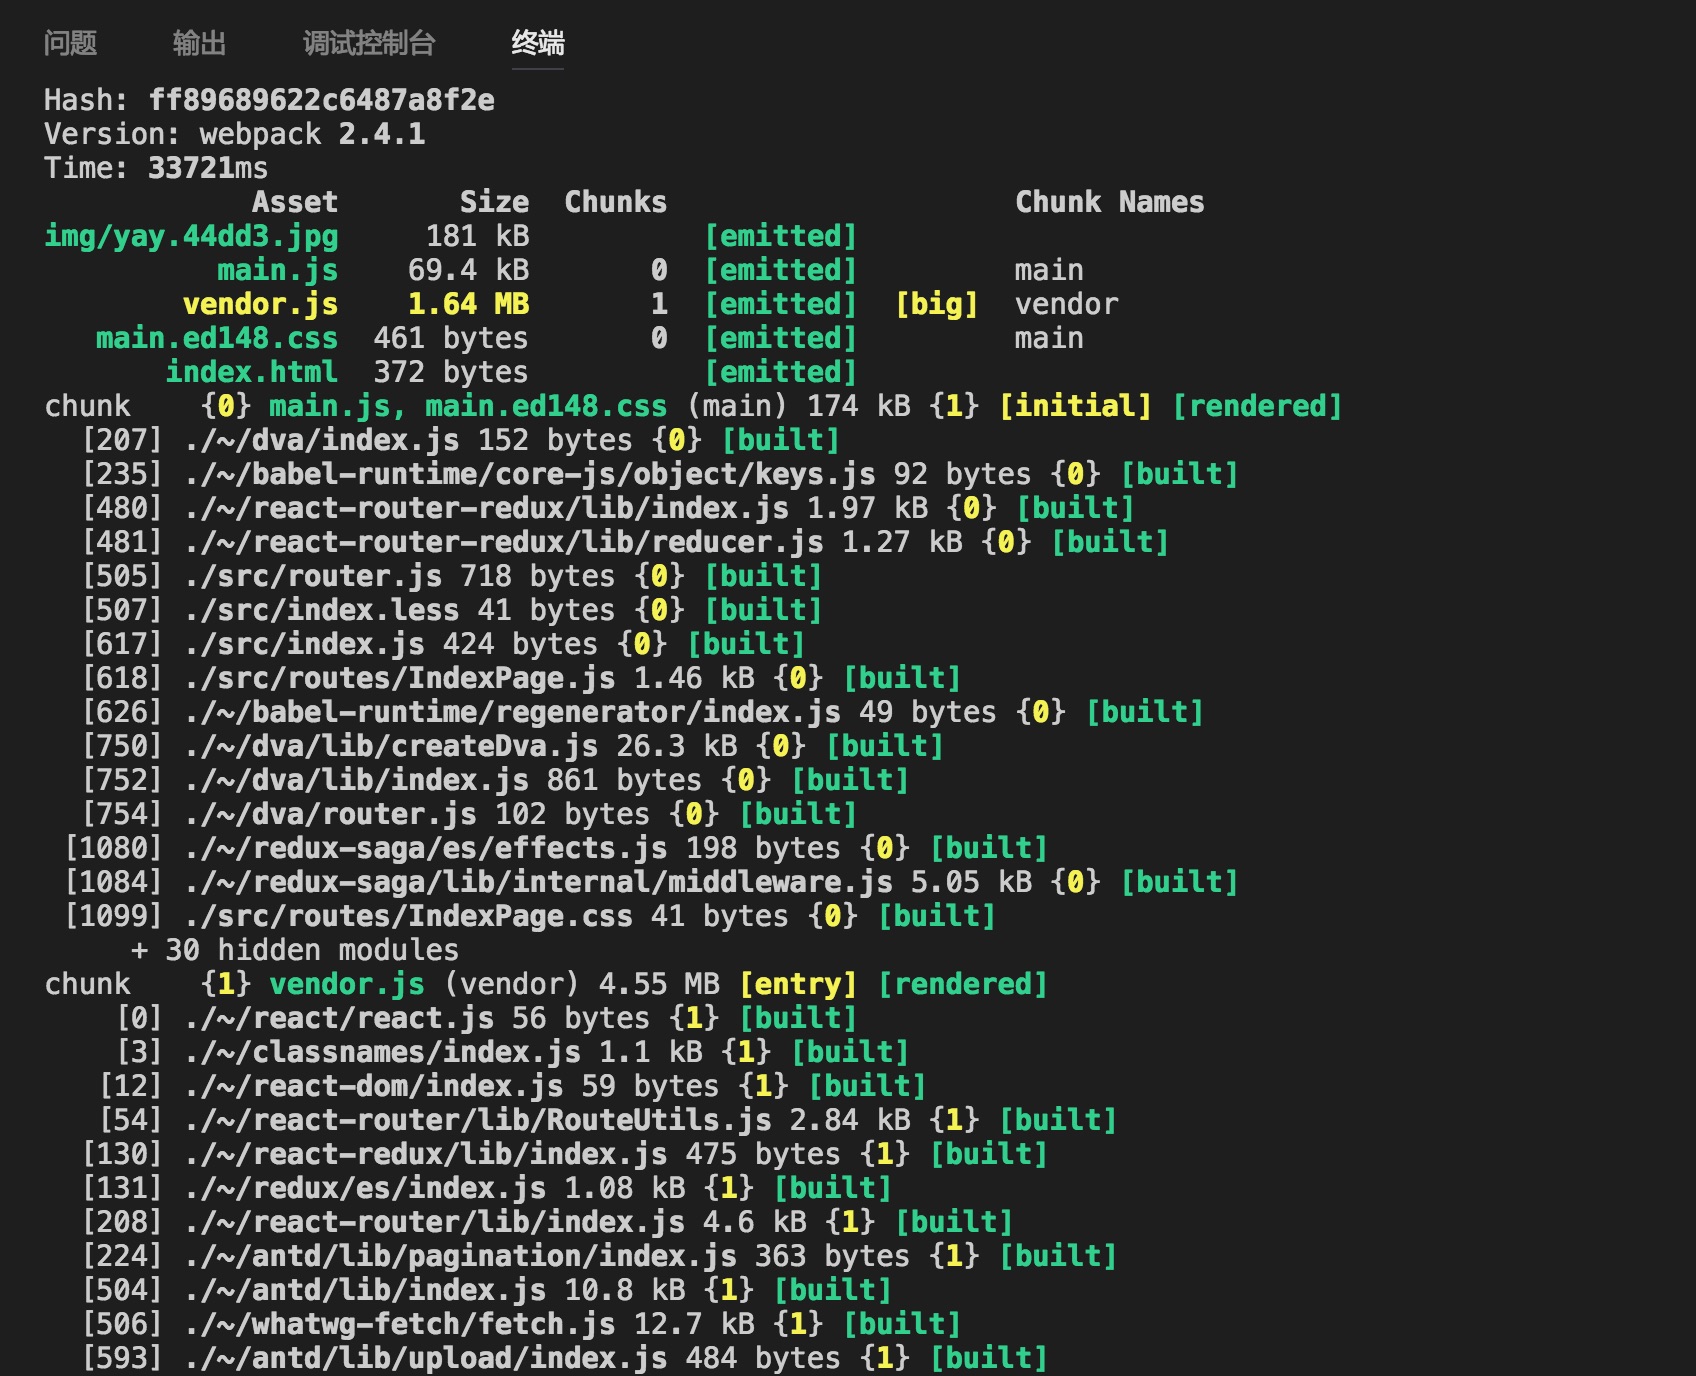 问题 输出 调试控制台 终端
Hash: ff89689622c6487a8f2e
Version: webpack 2.4.1
Time: 33721ms
Asset Size Chunks Chunk Names
img/yay.44dd3.jpg 181 kB [emitted]
main.js 69.4 kB 0 [emitted] main
vendor.js 1.64 MB 1 [emitted] [big] vendor
main.ed148.css 461 bytes 0 [emitted] main
index.html 372 bytes [emitted]
chunk {0} main.js, main.ed148.css (main) 174 kB {1} [initial] [rendered]
[207] ./~/dva/index.js 152 bytes {0} [built]
[235] ./~/babel-runtime/core-js/object/keys.js 92 bytes {0} [built]
[480] ./~/react-router-redux/lib/index.js 1.97 kB {0} [built]
[481] ./~/react-router-redux/lib/reducer.js 1.27 kB {0} [built]
[505] ./src/router.js 718 bytes {0} [built]
[507] ./src/index.less 41 bytes {0} [built]
[617] ./src/index.js 424 bytes {0} [built]
[618] ./src/routes/IndexPage.js 1.46 kB {0} [built]
[626] ./~/babel-runtime/regenerator/index.js 49 bytes {0} [built]
[750] ./~/dva/lib/createDva.js 26.3 kB {0} [built]
[752] ./~/dva/lib/index.js 861 bytes {0} [built]
[754] ./~/dva/router.js 102 bytes {0} [built]
[1080] ./~/redux-saga/es/effects.js 198 bytes {0} [built]
[1084] ./~/redux-saga/lib/internal/middleware.js 5.05 kB {0} [built]
[1099] ./src/routes/IndexPage.css 41 bytes {0} [built]
+ 30 hidden modules
chunk {1} vendor.js (vendor) 4.55 MB [entry] [rendered]
[0] ./~/react/react.js 56 bytes {1} [built]
[3] ./~/classnames/index.js 1.1 kB {1} [built]
[12] ./~/react-dom/index.js 59 bytes {1} [built]
[54] ./~/react-router/lib/RouteUtils.js 2.84 kB {1} [built]
[130] ./~/react-redux/lib/index.js 475 bytes {1} [built]
[131] ./~/redux/es/index.js 1.08 kB {1} [built]
[208] ./~/react-router/lib/index.js 4.6 kB {1} [built]
[224] ./~/antd/lib/pagination/index.js 363 bytes {1} [built]
[504] ./~/antd/lib/index.js 10.8 kB {1} [built]
[506] ./~/whatwg-fetch/fetch.js 12.7 kB {1} [built]
[593] ./~/antd/lib/upload/index.js 484 bytes {1} [built]